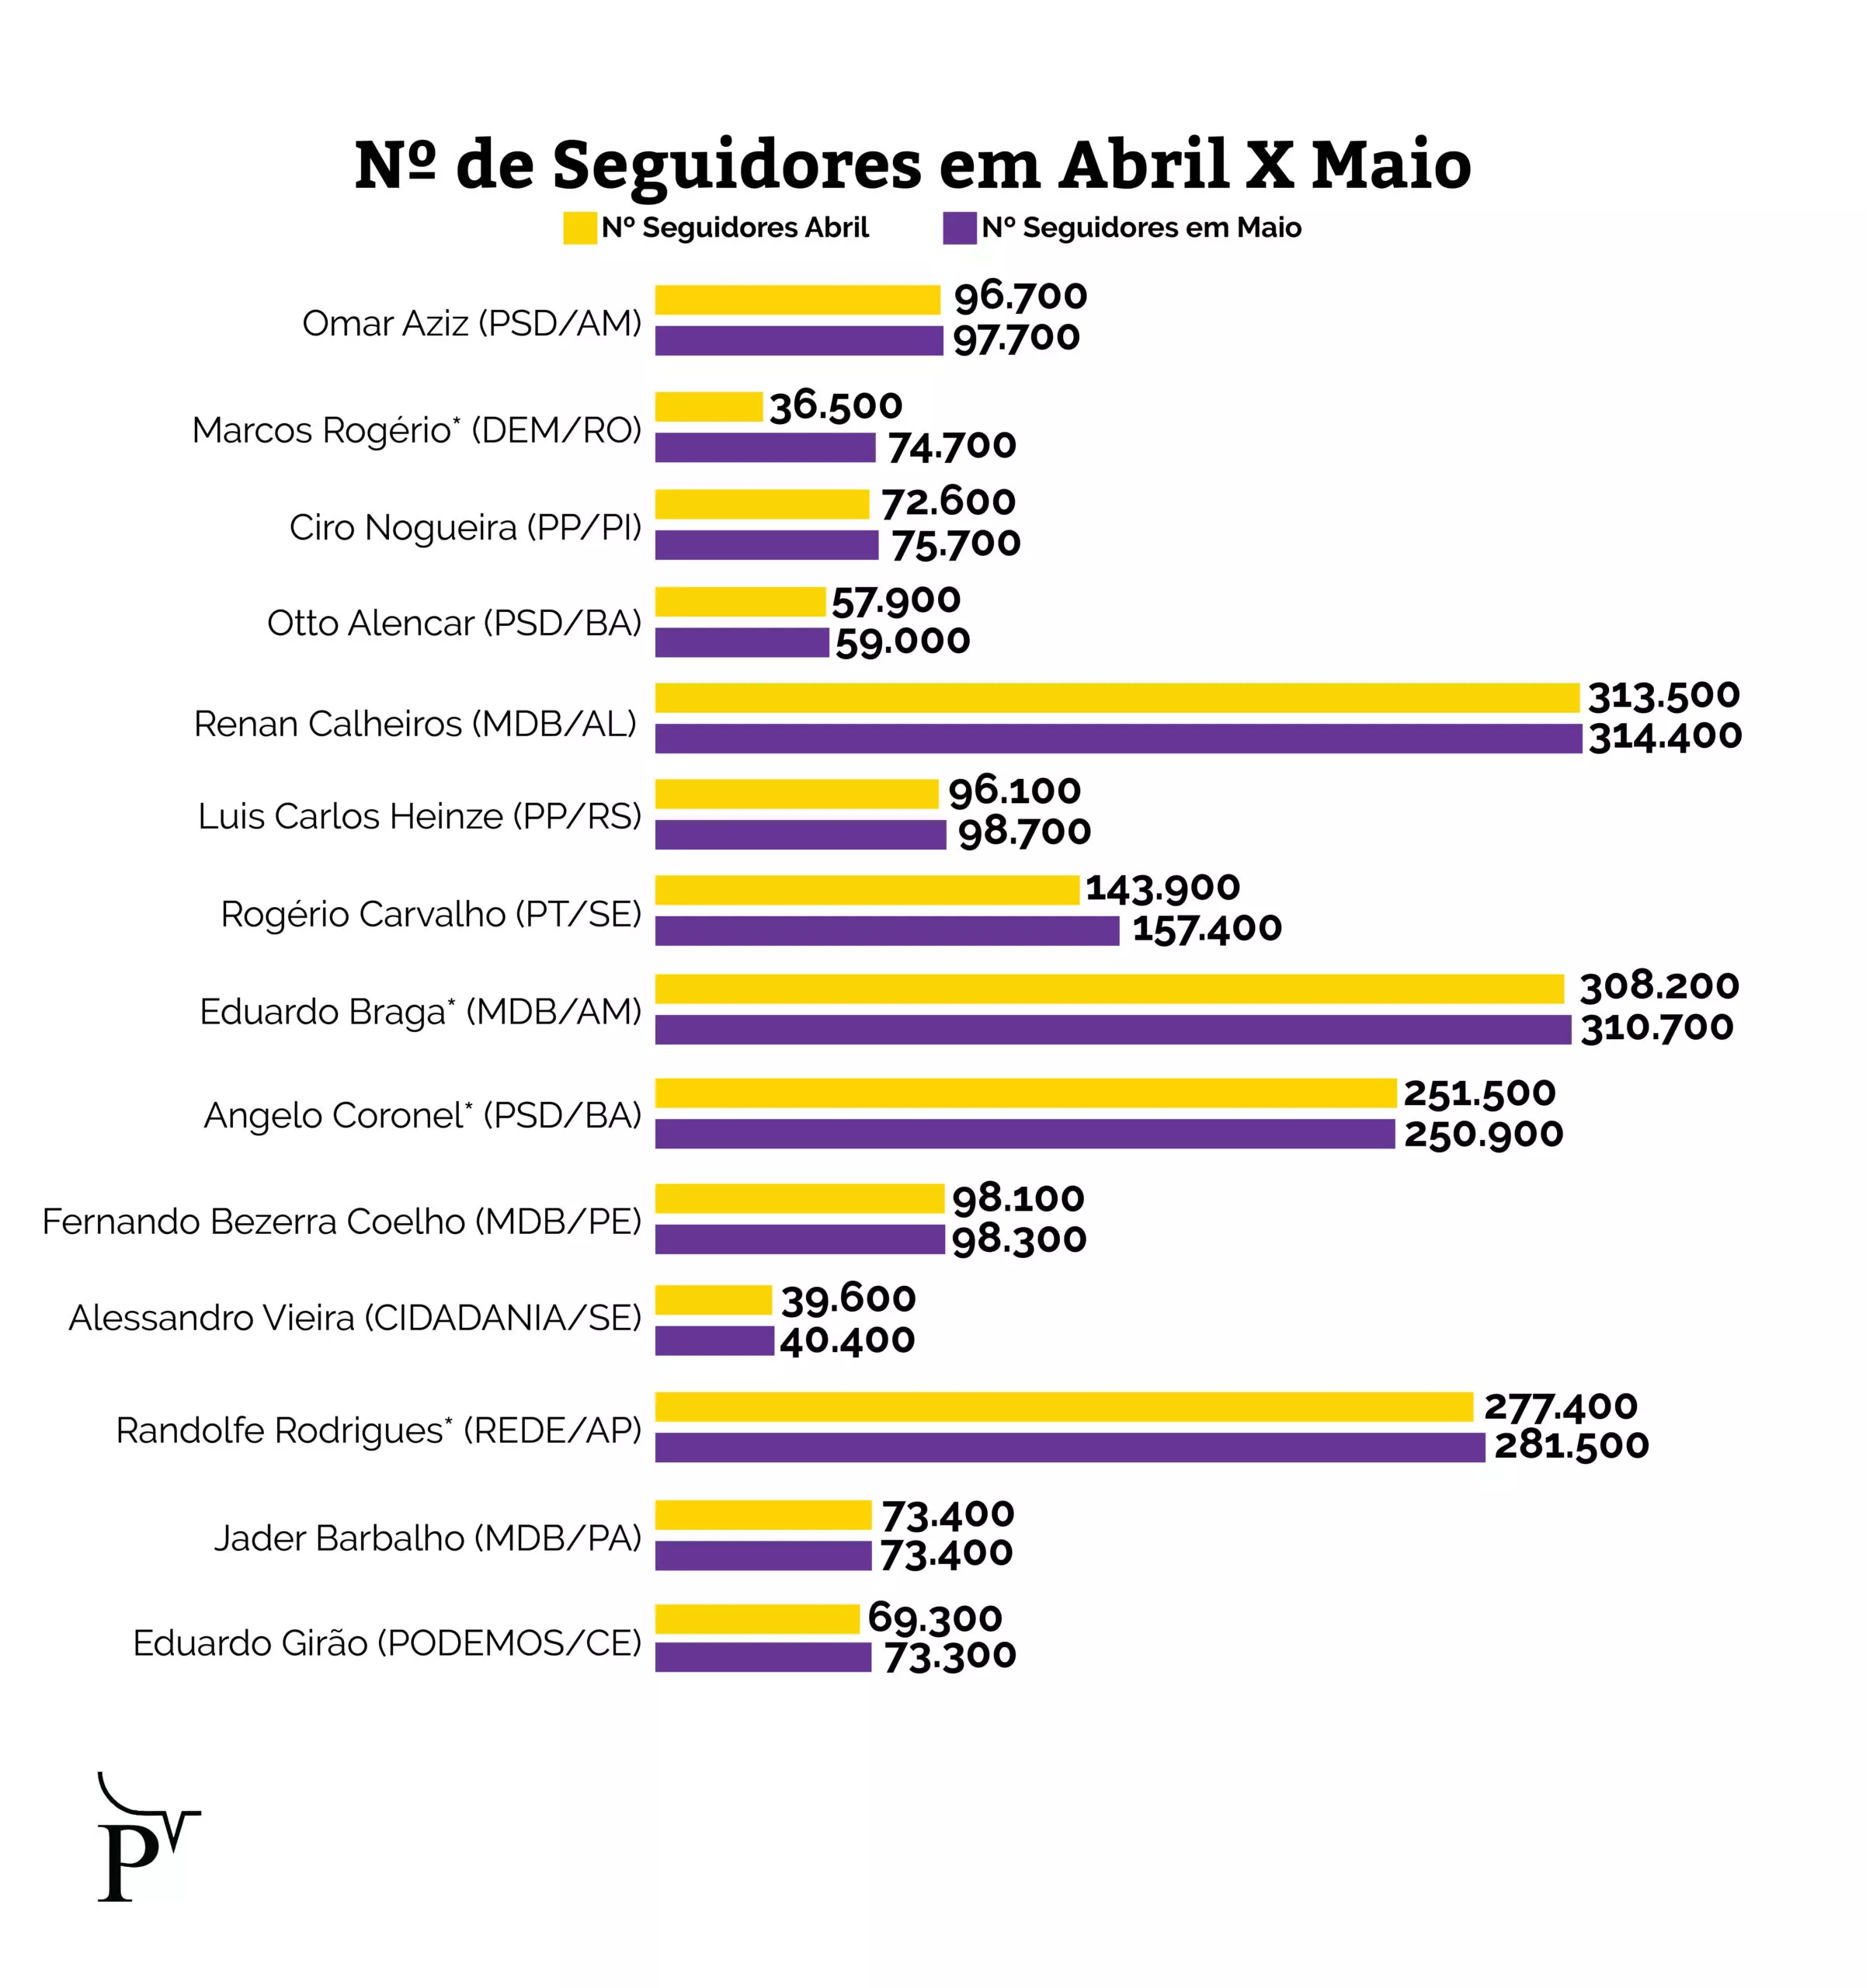 Nº de Seguidores em Abril X Maio
Nº Seguidores Abril Nº Seguidores em Maio
Omar Aziz (PSD/AM)
96.700
97.700
Marcos Rogério* (DEM/RO)
36.500
74.700
Ciro Nogueira (PP/PI)
72.600
75.700
Otto Alencar (PSD/BA)
57.900
59.000
Renan Calheiros (MDB/AL)
313.500
314.400
Luis Carlos Heinze (PP/RS)
96.100
98.700
Rogério Carvalho (PT/SE)
143.900
157.400
Eduardo Braga* (MDB/AM)
308.200
310.700
Angelo Coronel* (PSD/BA)
251.500
250.900
Fernando Bezerra Coelho (MDB/PE)
98.100
98.300
Alessandro Vieira (CIDADANIA/SE)
39.600
40.400
Randolfe Rodrigues* (REDE/AP)
277.400
281.500
Jader Barbalho (MDB/PA)
73.400
73.400
Eduardo Girão (PODEMOS/CE)
69.300
73.300
PV